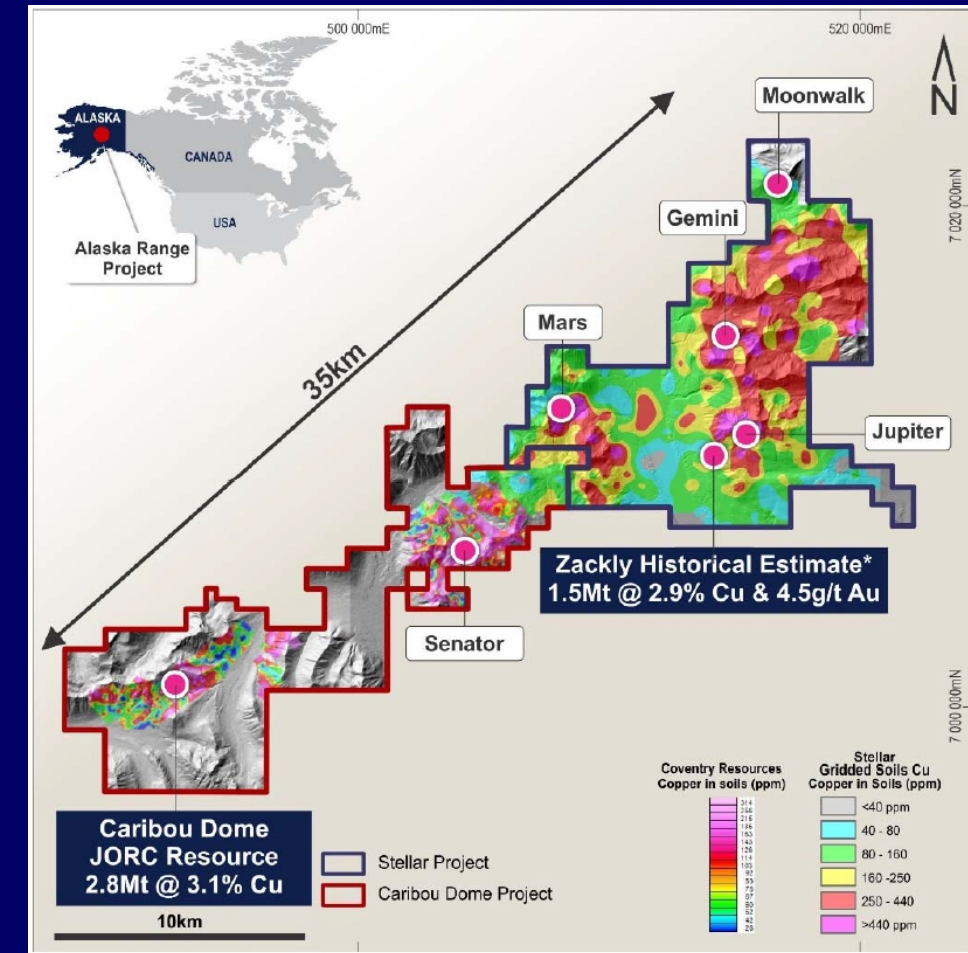 500 000mE
520 000mE
N
Moonwalk
ALASKA
CANADA
USA
Alaska Range
Project
Gemini
7 020 000mN
Mars
35km
Jupiter
Zackly Historical Estimate*
1.5Mt @ 2.9% Cu & 4.5g/t Au
Senator
7 000 000mN
Caribou Dome
JORC Resource
2.8Mt @ 3.1% Cu
Stellar Project
Caribou Dome Project
10km
Coventry Resources
Copper in soils (ppm)
Stellar
Gridded Soils Cu
Copper in Soils (ppm)
<40 ppm
40 - 80
80 - 160
160 -250
250 - 440
>440 ppm